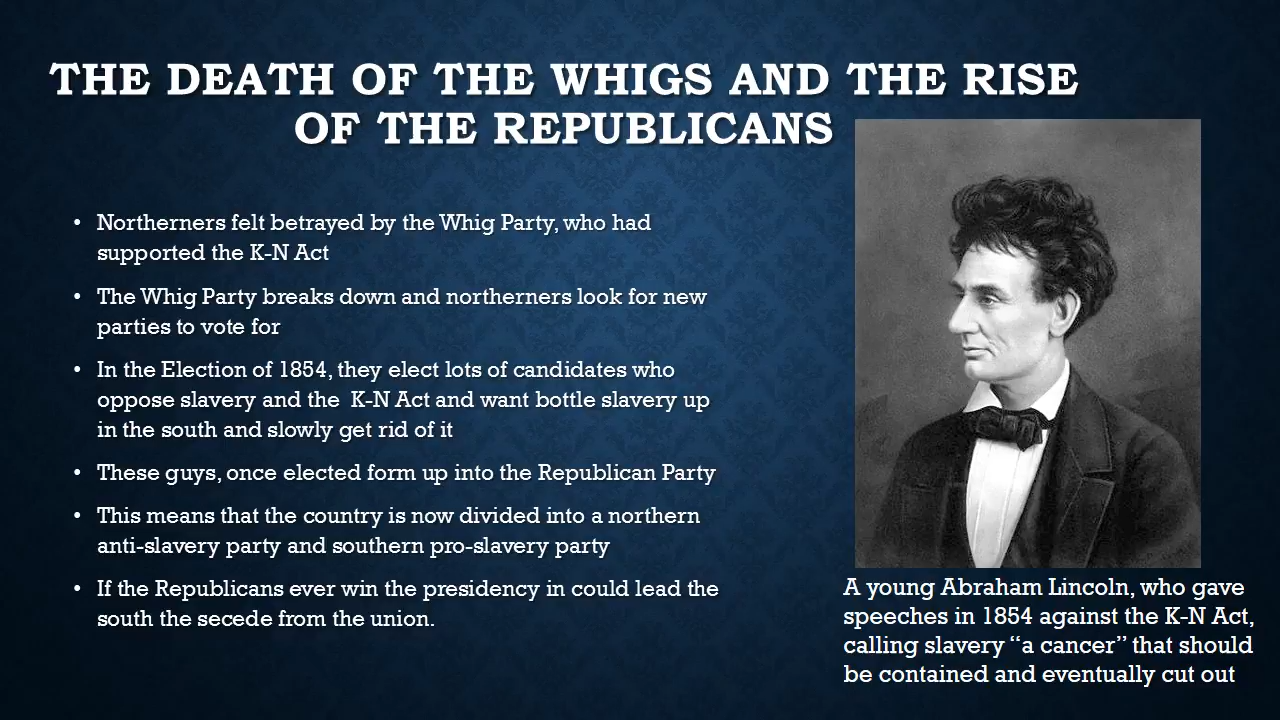 THE DEATH OF THE WHIGS AND THE RISE
OF THE REPUBLICANS
• Northerners felt betrayed by the Whig Party, who had
supported the K-N Act
• The Whig Party breaks down and northerners look for new
parties to vote for
• In the Election of 1854, they elect lots of candidates who
oppose slavery and the  K-N Act and want bottle slavery up
in the south and slowly get rid of it
• These guys, once elected form up into the Republican Party
• This means that the country is now divided into a northern
anti-slavery party and southern pro-slavery party
• If the Republicans ever win the presidency in could lead the
south the secede from the union.
A young Abraham Lincoln, who gave
speeches in 1854 against the K-N Act,
calling slavery “a cancer” that should
be contained and eventually cut out